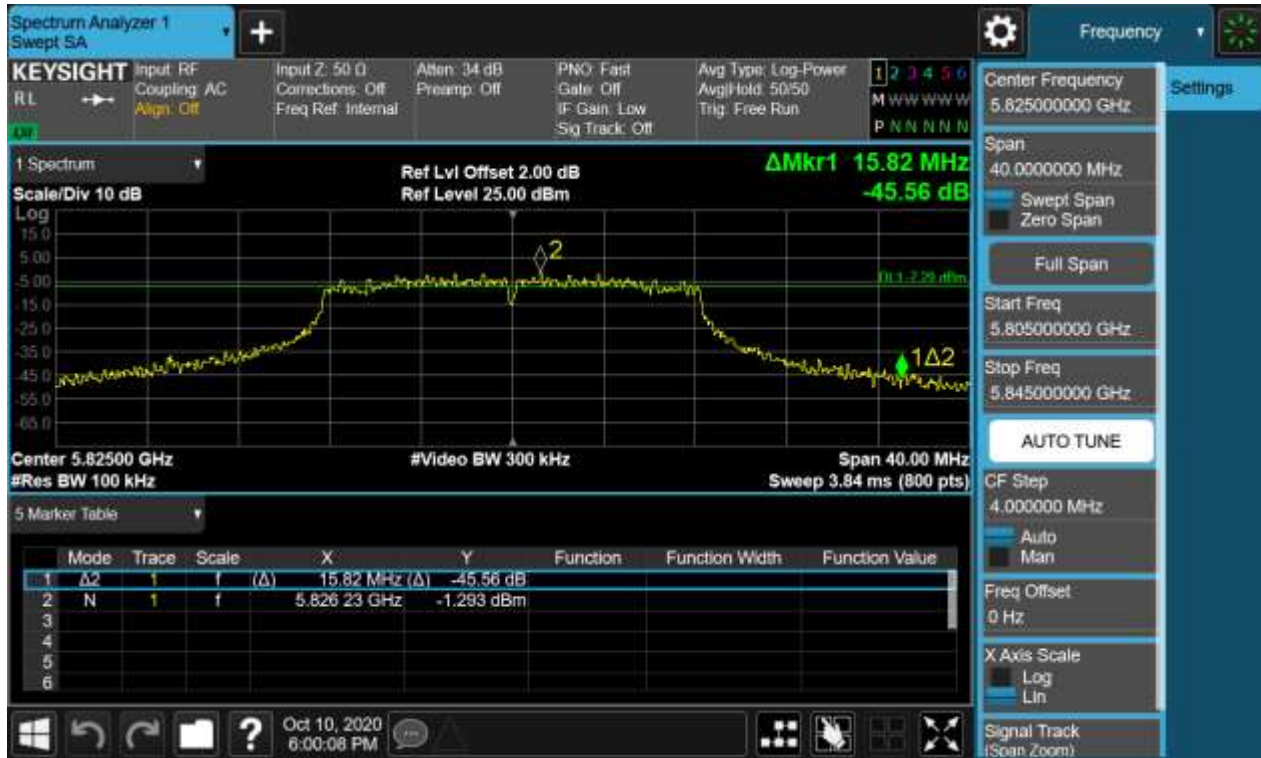 Spectrum Analyzer 1
Swept SA
+
Frequency
KEYSIGHT
RL
Input: RF
Coupling: AC
Align: Off
Input Z: 50 Ω
Corrections: Off
Freq Ref: Internal
Atten: 34 dB
Preamp: Off
PNO: Fast
Gate: Off
IF Gain: Low
Sig Track: Off
Avg Type: Log-Power
Avg|Hold: 50/50
Trig: Free Run
1 2 3 4 5 6
M W W W W W
P N N N N N
1 Spectrum
Scale/Div 10 dB
Ref Lvl Offset 2.00 dB
Ref Level 25.00 dBm
ΔMkr1 15.82 MHz
-45.56 dB
Log
15.0
5.00
-5.00
-15.0
-25.0
-35.0
-45.0
-55.0
-65.0
2
DL1 -7.29 dBm
1Δ2
Center 5.82500 GHz
#Video BW 300 kHz
Span 40.00 MHz
#Res BW 100 kHz
Sweep 3.84 ms (800 pts)
5 Marker Table
Mode Trace Scale X Y Function Function Width Function Value
1 Δ2 1 f (Δ) 15.82 MHz (Δ) -45.56 dB
2 N 1 f 5.826 23 GHz -1.293 dBm
3
4
5
6
Oct 10, 2020
6:00:08 PM
?
Center Frequency
5.825000000 GHz
Settings
Span
40.0000000 MHz
Swept Span
Zero Span
Full Span
Start Freq
5.805000000 GHz
Stop Freq
5.845000000 GHz
AUTO TUNE
CF Step
4.000000 MHz
Auto
Man
Freq Offset
0 Hz
X Axis Scale
Log
Lin
Signal Track
(Span Zoom)